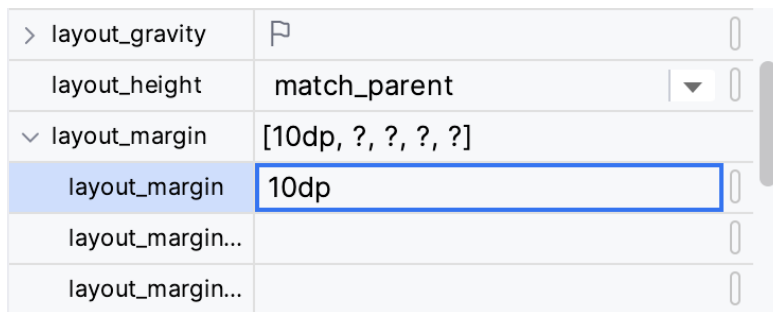 layout_gravity
layout_height match_parent
layout_margin [10dp, ?, ?, ?, ?]
layout_margin 10dp
layout_margin...
layout_margin...